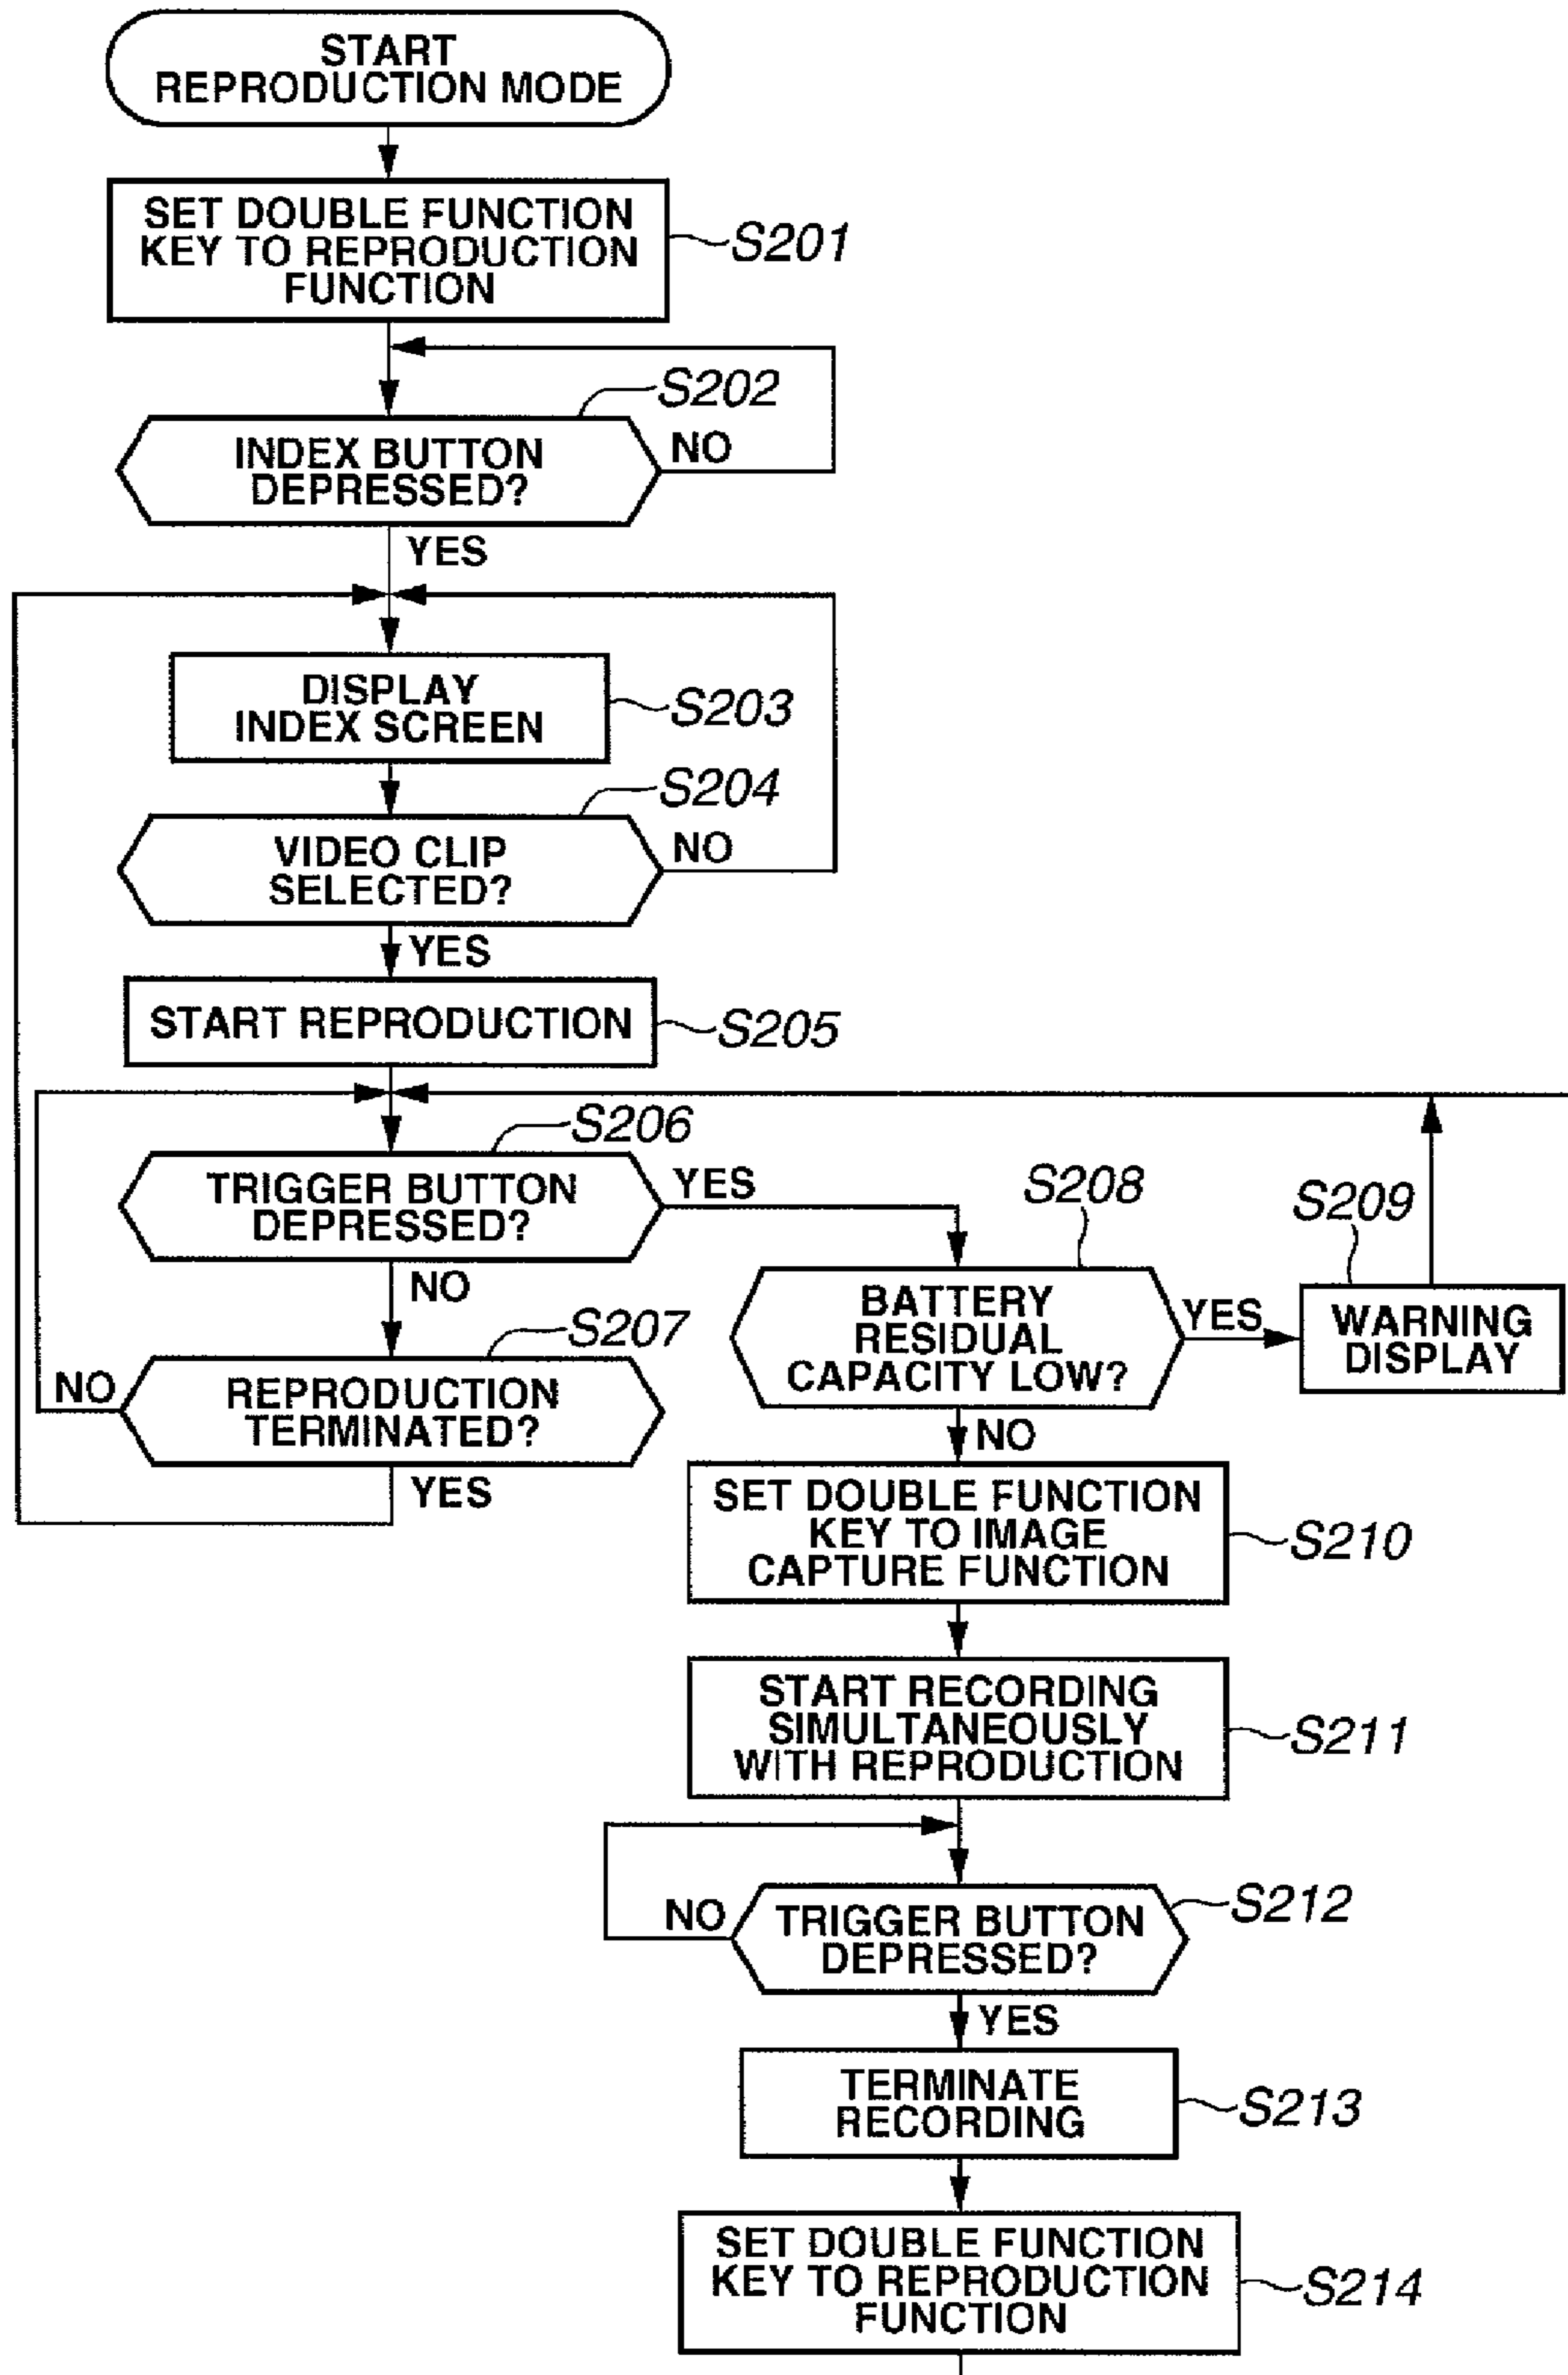 START
REPRODUCTION MODE
SET DOUBLE FUNCTION
KEY TO REPRODUCTION
FUNCTION
S201
S202
INDEX BUTTON
DEPRESSED?
NO
YES
DISPLAY
INDEX SCREEN
S203
S204
VIDEO CLIP
SELECTED?
NO
YES
START REPRODUCTION
S205
S206
TRIGGER BUTTON
DEPRESSED?
YES
NO
S207
REPRODUCTION
TERMINATED?
NO
YES
S208
BATTERY
RESIDUAL
CAPACITY LOW?
YES
NO
S209
WARNING
DISPLAY
SET DOUBLE FUNCTION
KEY TO IMAGE
CAPTURE FUNCTION
S210
START RECORDING
SIMULTANEOUSLY
WITH REPRODUCTION
S211
S212
TRIGGER BUTTON
DEPRESSED?
NO
YES
TERMINATE
RECORDING
S213
SET DOUBLE FUNCTION
KEY TO REPRODUCTION
FUNCTION
S214